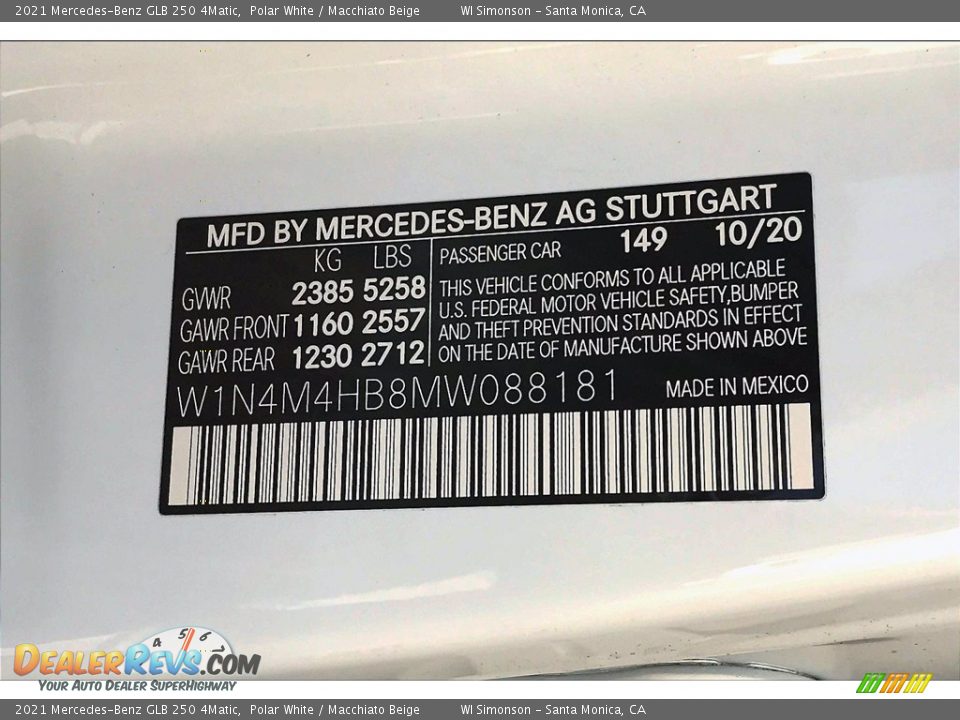 2021 Mercedes-Benz GLB 250 4Matic,  Polar White / Macchiato Beige  WI Simonson - Santa Monica, CA
MFD BY MERCEDES-BENZ AG STUTTGART
KG LBS
GVWR 2385 5258
GAWR FRONT 1160 2557
GAWR REAR 1230 2712
PASSENGER CAR 149 10/20
THIS VEHICLE CONFORMS TO ALL APPLICABLE
U.S. FEDERAL MOTOR VEHICLE SAFETY,BUMPER
AND THEFT PREVENTION STANDARDS IN EFFECT
ON THE DATE OF MANUFACTURE SHOWN ABOVE
W1N4M4HB8MW088181 MADE IN MEXICO
4 5 6
DEALERREVS.COM
YOUR AUTO DEALER SUPERHIGHWAY
2021 Mercedes-Benz GLB 250 4Matic,  Polar White / Macchiato Beige  WI Simonson - Santa Monica, CA